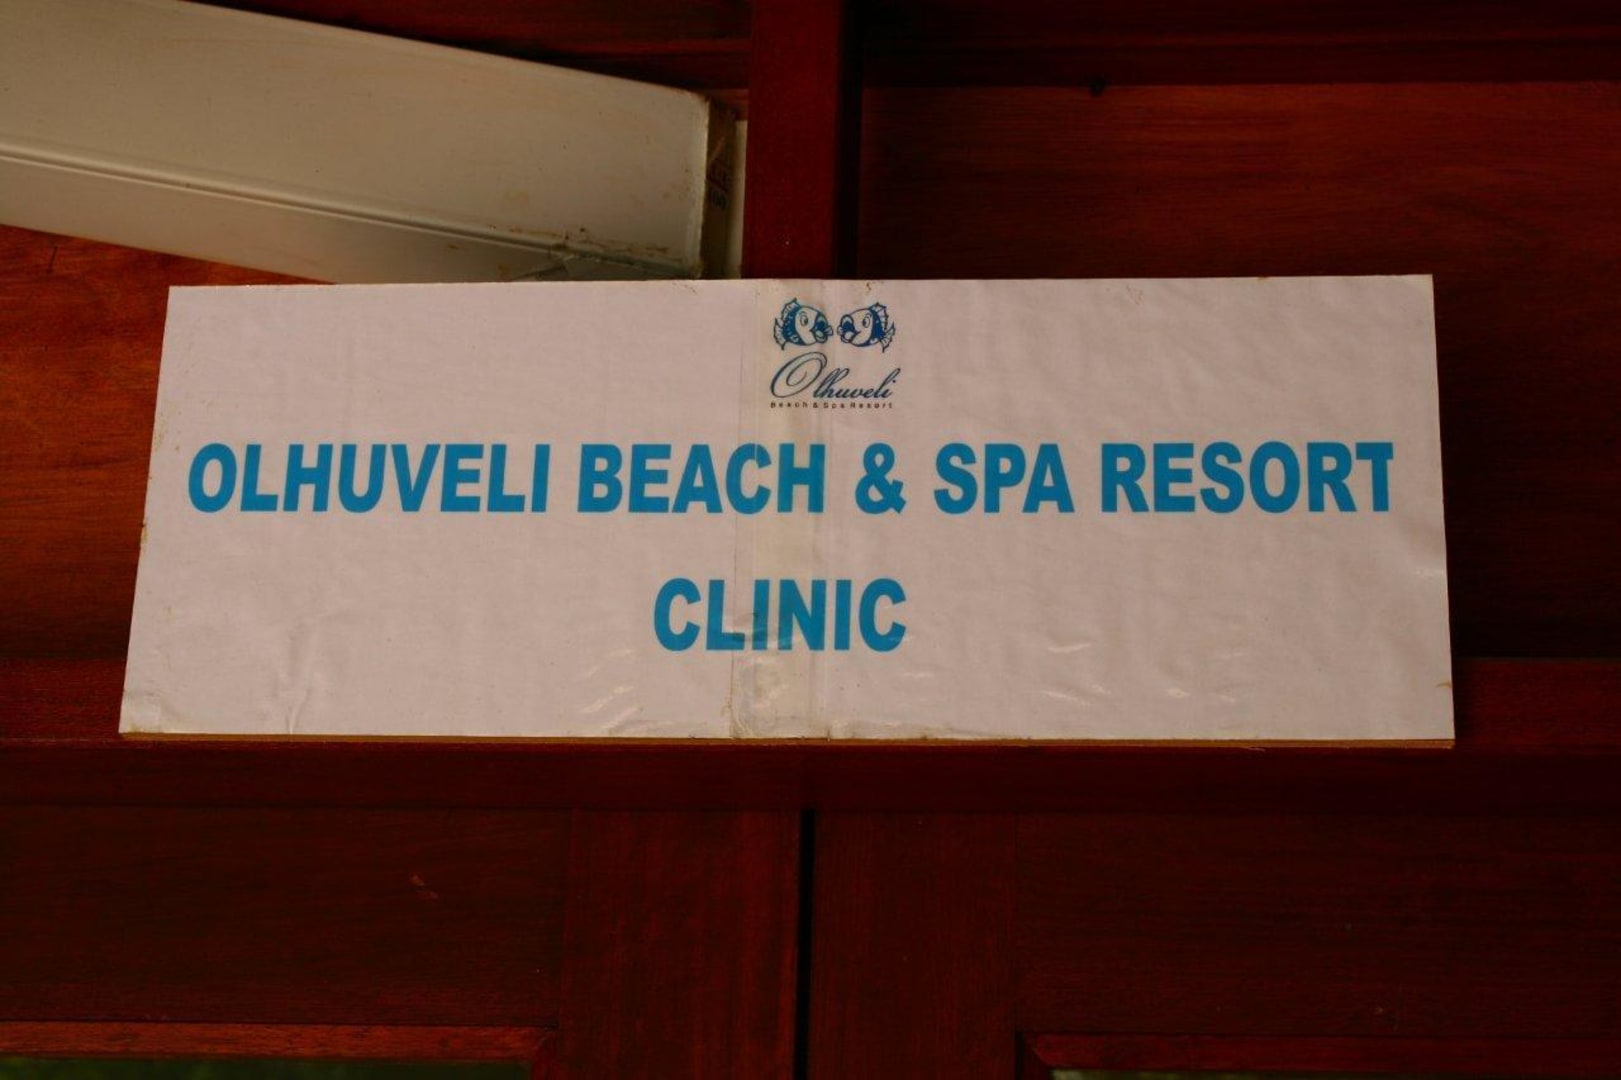 Olhuveli
Beach & Spa Resort
OLHUVELI BEACH & SPA RESORT
CLINIC